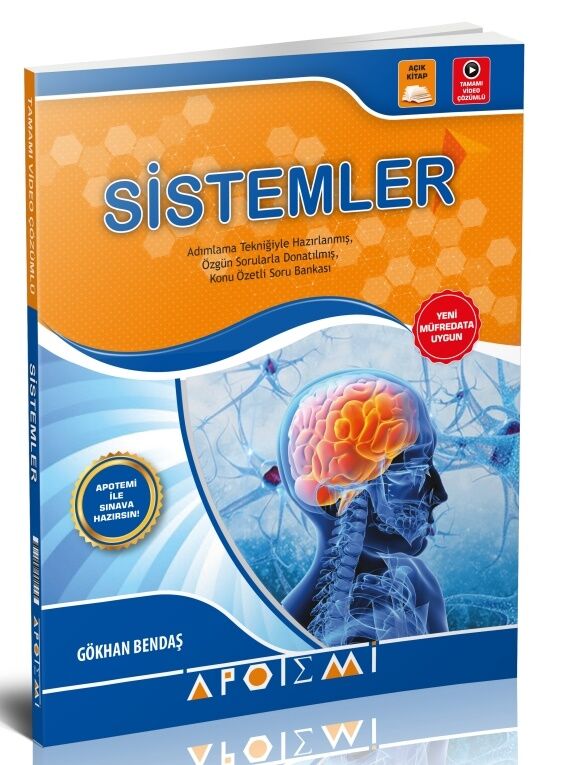 AÇIK
KİTAP
TAMAMI
VİDEO
ÇÖZÜMLÜ
SİSTEMLER
Adımlama Tekniğiyle Hazırlanmış,
Özgün Sorularla Donatılmış,
Konu Özetli Soru Bankası
YENİ
MÜFREDATA
UYGUN
APOTEMİ
İLE
SINAVA
HAZIRSIN!
GÖKHAN BENDAŞ
APOTEMİ
TAMAMI VİDEO ÇÖZÜMLÜ
SİSTEMLER
APOTEMİ